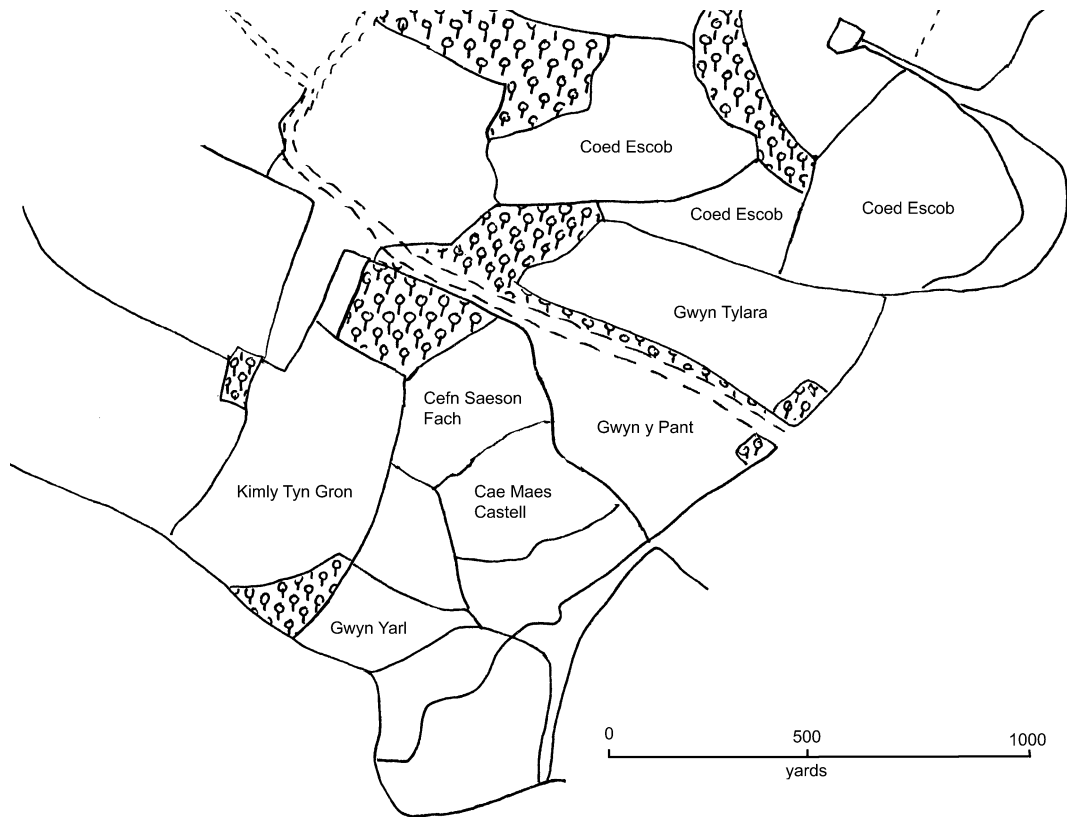 Coed Escob
Coed Escob
Coed Escob
Gwyn Tylara
Cefn Saeson
Fach
Gwyn y Pant
Kimly Tyn Gron
Cae Maes
Castell
Gwyn Yarl
0
500
1000
yards